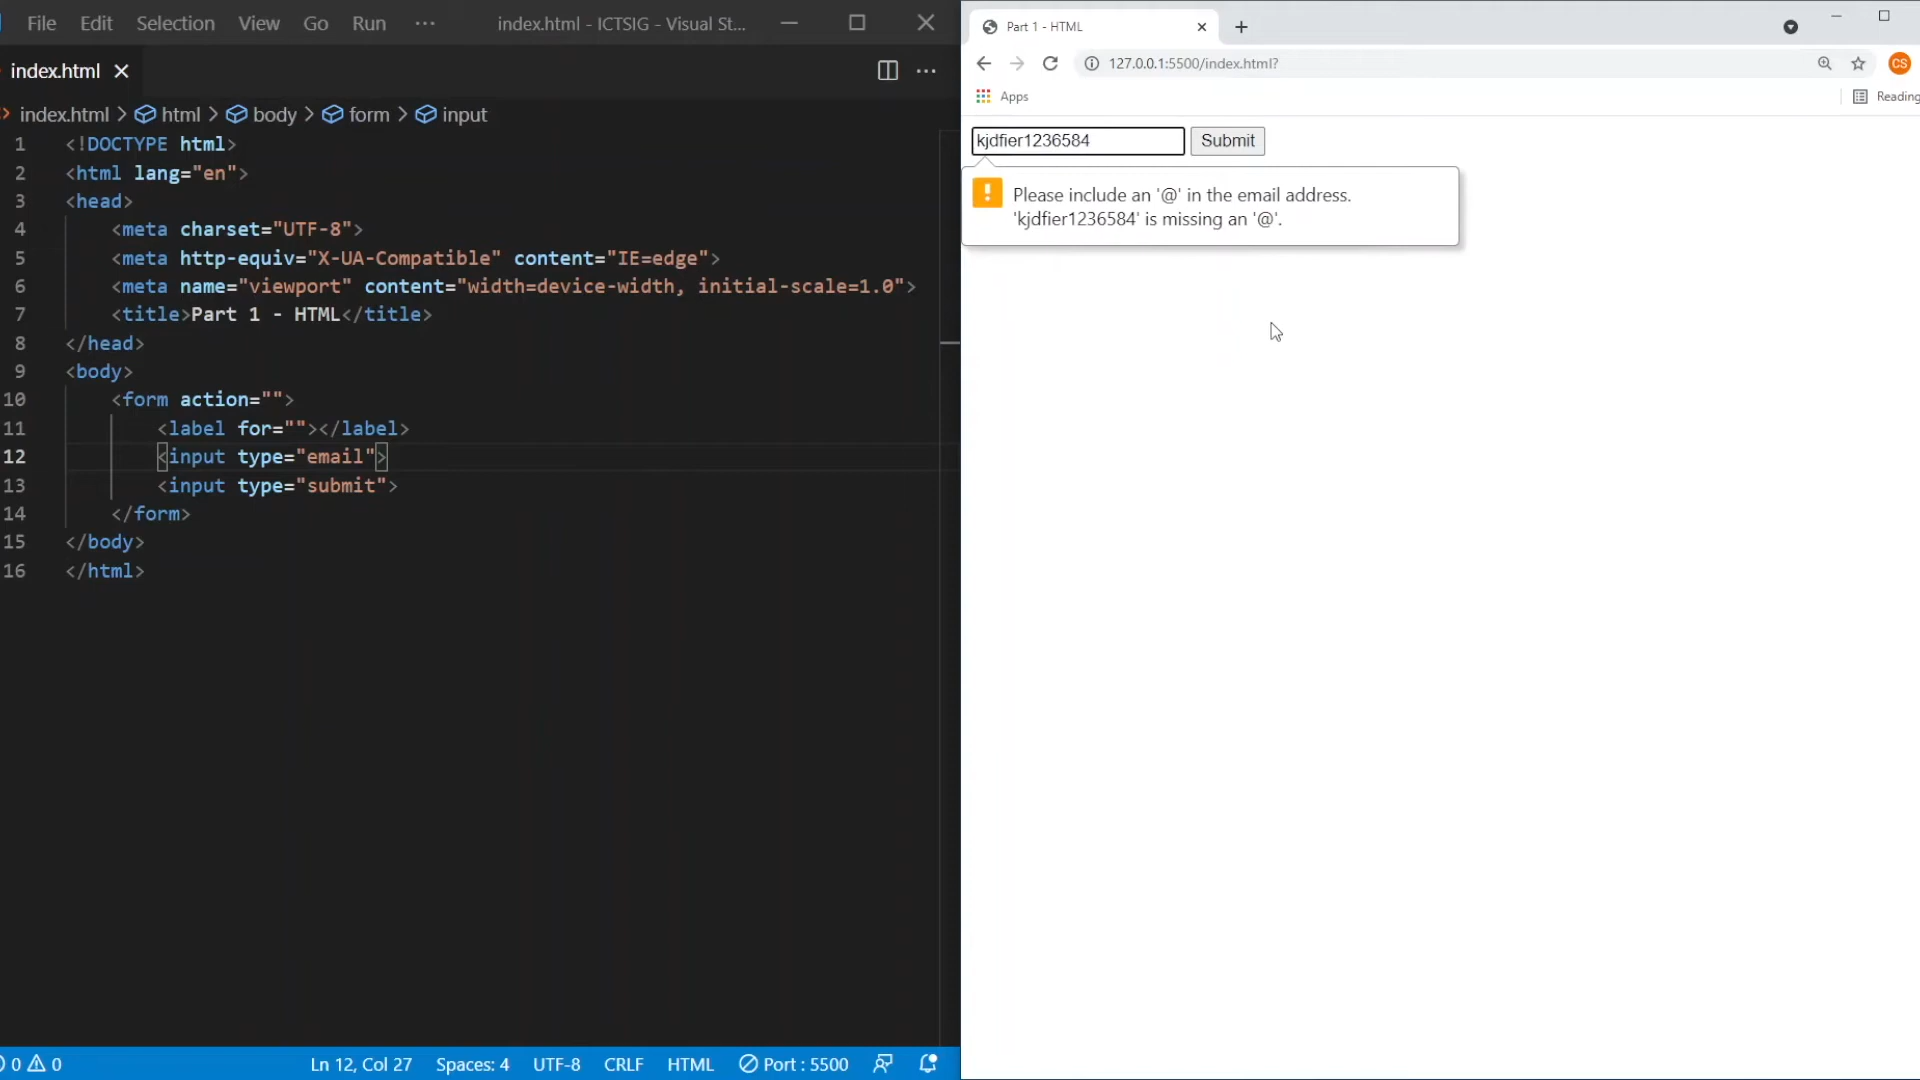 File Edit Selection View Go Run ··· index.html - ICTSIG - Visual St...
index.html
index.html > html > body > form > input
1 <!DOCTYPE html>
2 <html lang="en">
3 <head>
4 <meta charset="UTF-8">
5 <meta http-equiv="X-UA-Compatible" content="IE=edge">
6 <meta name="viewport" content="width=device-width, initial-scale=1.0">
7 <title>Part 1 - HTML</title>
8 </head>
9 <body>
10 <form action="">
11 <label for=""></label>
12 <input type="email">
13 <input type="submit">
14 </form>
15 </body>
16 </html>
0 0 Ln 12, Col 27 Spaces: 4 UTF-8 CRLF HTML Port : 5500
Part 1 - HTML
127.0.0.1:5500/index.html? CS
Apps Reading
kjdfier1236584 Submit
! Please include an '@' in the email address.
'kjdfier1236584' is missing an '@'.